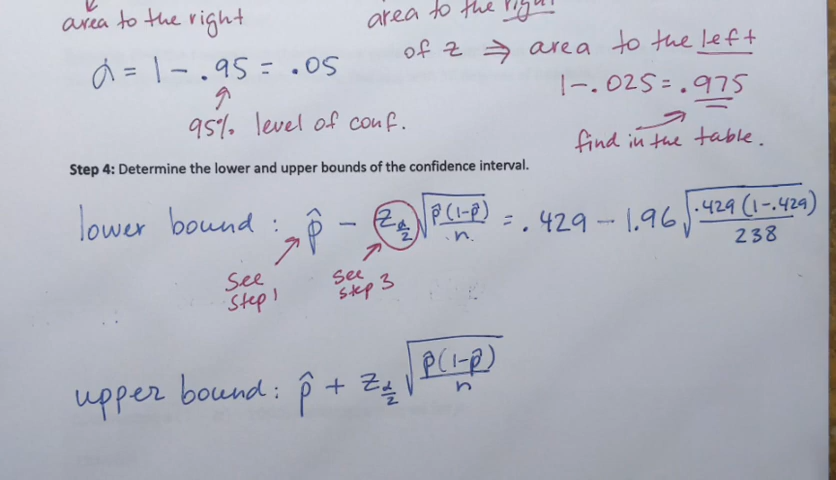 area to the right
area to the right
of z ⇒ area to the left
α = 1 - .95 = .05
1 - .025 = .975
95% level of conf.
find in the table.
Step 4: Determine the lower and upper bounds of the confidence interval.
lower bound : p̂ - z_{α/2} √(p̂(1-p̂)/n) = .429 - 1.96 √(.429(1-.429)/238)
see step 1
see step 3
upper bound : p̂ + z_{α/2} √(p̂(1-p̂)/n)